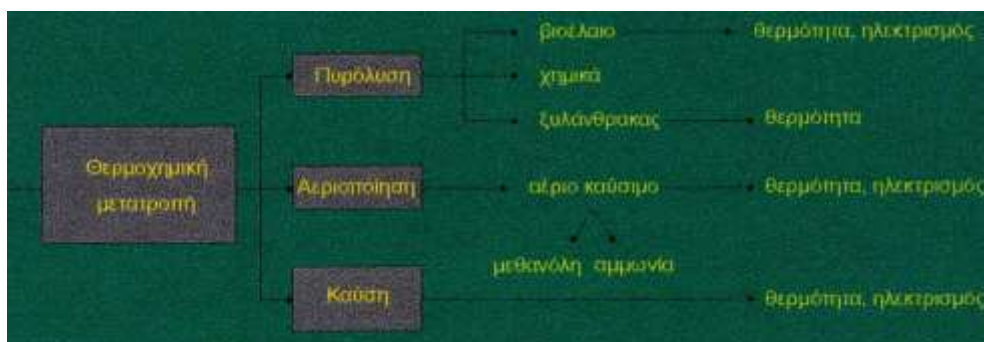 βιοέλαιο θερμότητα, ηλεκτρισμός
Πυρόλυση χημικά
ξυλάνθρακας θερμότητα
Θερμοχημική
μετατροπή
Αεριοποίηση αέριο καύσιμο θερμότητα, ηλεκτρισμός
μεθανόλη αμμωνία
Καύση θερμότητα, ηλεκτρισμός